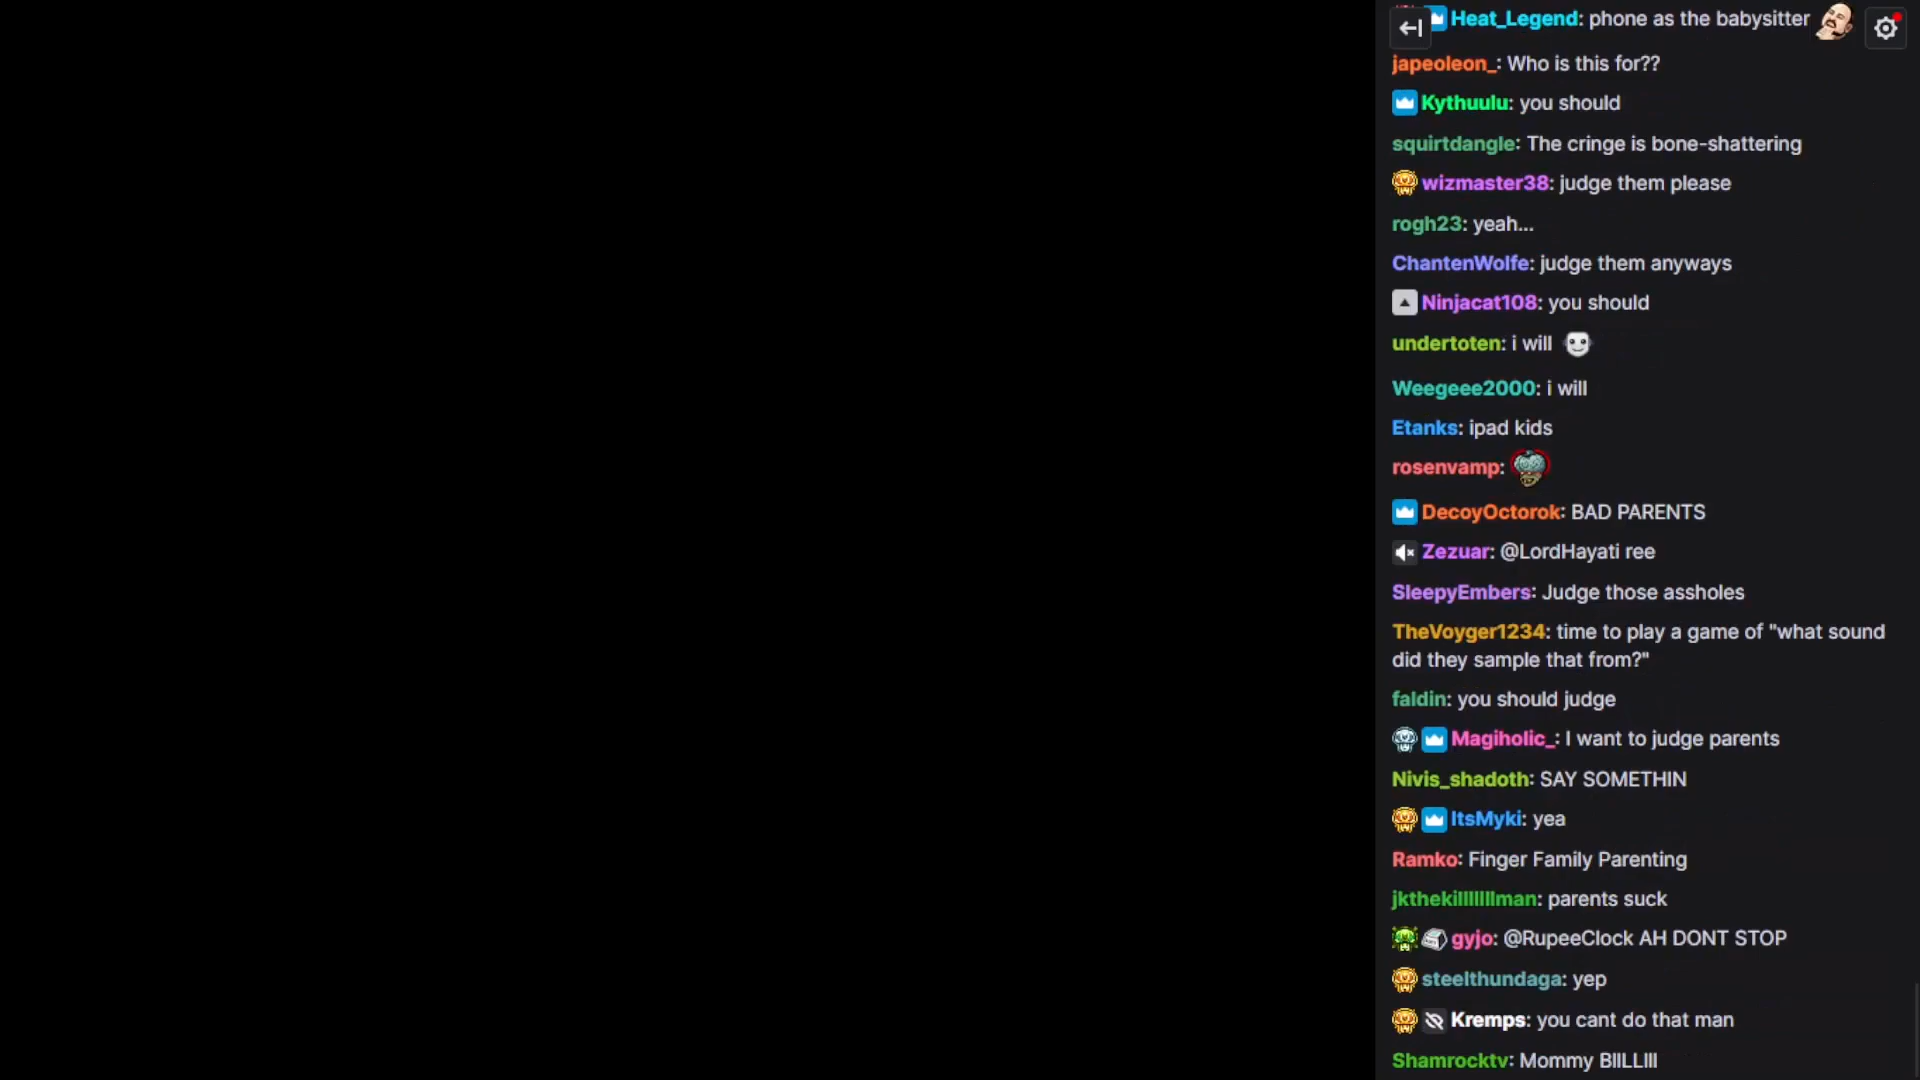 Heat_Legend: phone as the babysitter
japeoleon_: Who is this for??
Kythuulu: you should
squirtdangle: The cringe is bone-shattering
wizmaster38: judge them please
rogh23: yeah...
ChantenWolfe: judge them anyways
Ninjacat108: you should
undertoten: i will
Weegeee2000: i will
Etanks: ipad kids
rosenvamp:
DecoyOctorok: BAD PARENTS
Zezuar: @LordHayati ree
SleepyEmbers: Judge those assholes
TheVoyger1234: time to play a game of "what sound
did they sample that from?"
faldin: you should judge
Magiholic_: I want to judge parents
Nivis_shadoth: SAY SOMETHIN
ItsMyki: yea
Ramko: Finger Family Parenting
parents suck
gyjo: @RupeeClock AH DONT STOP
steelthundaga: yep
Kremps: you cant do that man
Shamrocktv: Mommy